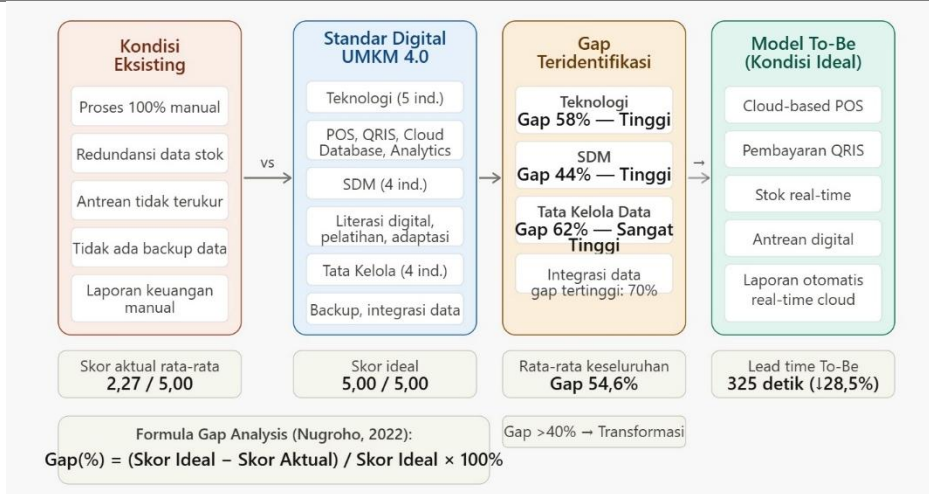 Kondisi
Eksisting
Proses 100% manual
Redundansi data stok
Antrean tidak terukur
Tidak ada backup data
Laporan keuangan
manual
Skor aktual rata-rata
2,27 / 5,00
vs
Standar Digital
UMKM 4.0
Teknologi (5 ind.)
POS, QRIS, Cloud
Database, Analytics
SDM (4 ind.)
Literasi digital,
pelatihan, adaptasi
Tata Kelola (4 ind.)
Backup, integrasi data
Skor ideal
5,00 / 5,00
Gap
Teridentifikasi
Teknologi
Gap 58% — Tinggi
SDM
Gap 44% — Tinggi
Tata Kelola Data
Gap 62% — Sangat
Tinggi
Integrasi data
gap tertinggi: 70%
Rata-rata keseluruhan
Gap 54,6%
→
Model To-Be
(Kondisi Ideal)
Cloud-based POS
Pembayaran QRIS
Stok real-time
Antrean digital
Laporan otomatis
real-time cloud
Lead time To-Be
325 detik (↓28,5%)
Formula Gap Analysis (Nugroho, 2022):
Gap(%) = (Skor Ideal − Skor Aktual) / Skor Ideal × 100%
Gap >40% → Transformasi